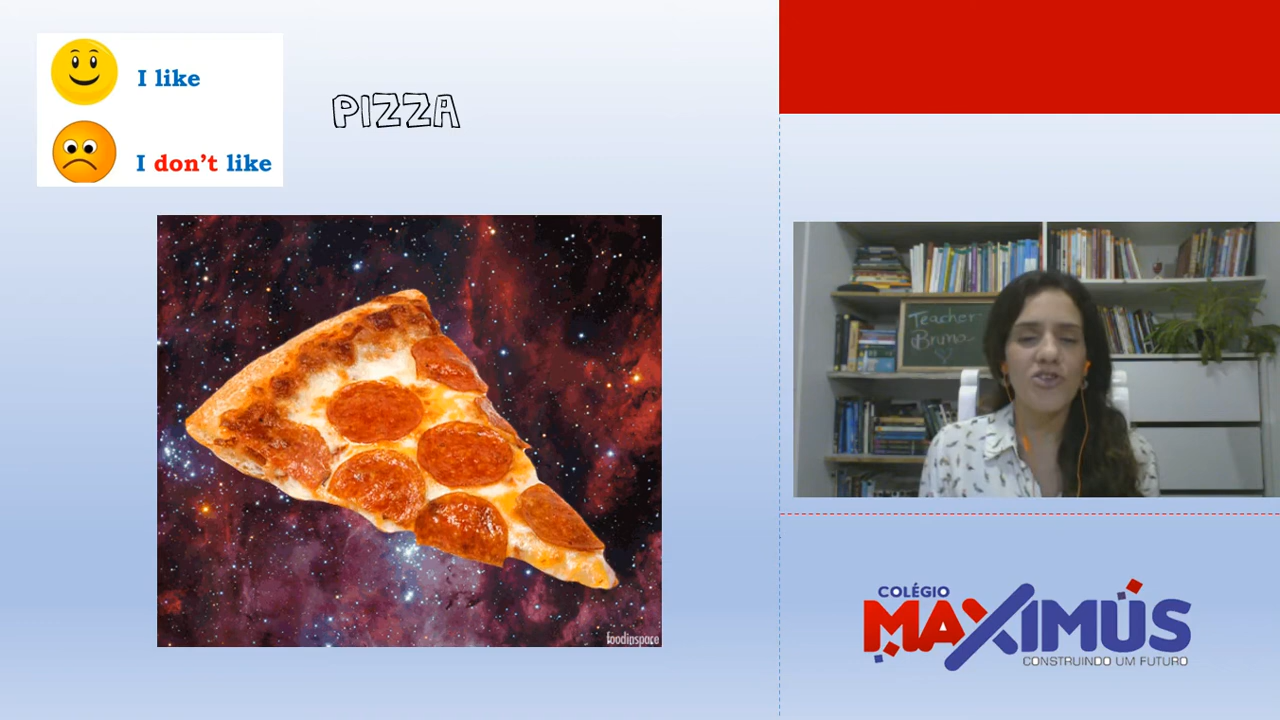 I like
I don't like
PIZZA
foodinspace
Teacher
Bruna
COLÉGIO
MAXIMÚS
CONSTRUINDO UM FUTURO